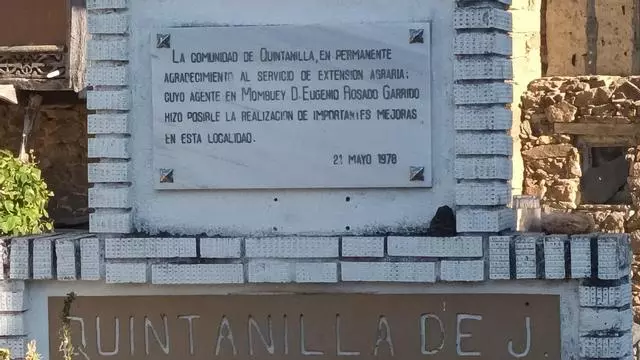 LA COMUNIDAD DE QUINTANILLA, EN PERMANENTE
AGRADECIMIENTO AL SERVICIO DE EXTENSION AGRARIA;
CUYO AGENTE EN MOMBUEY D. EUGENIO ROSADO GARRIDO
HIZO POSIBLE LA REALIZACION DE IMPORTANTES MEJORAS
EN ESTA LOCALIDAD.
21 MAYO 1978
QUINTANILLA DE J.